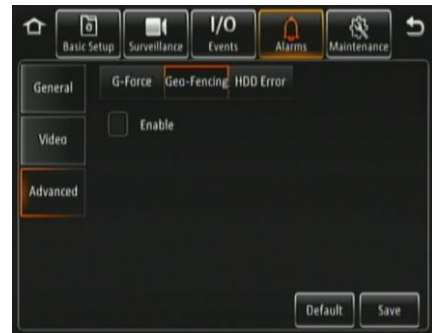 I/O
Basic Setup Surveillance Events Alarms Maintenance
General G-Force Geo-Fencing HDD Error
Enable
Video
Advanced
Default Save